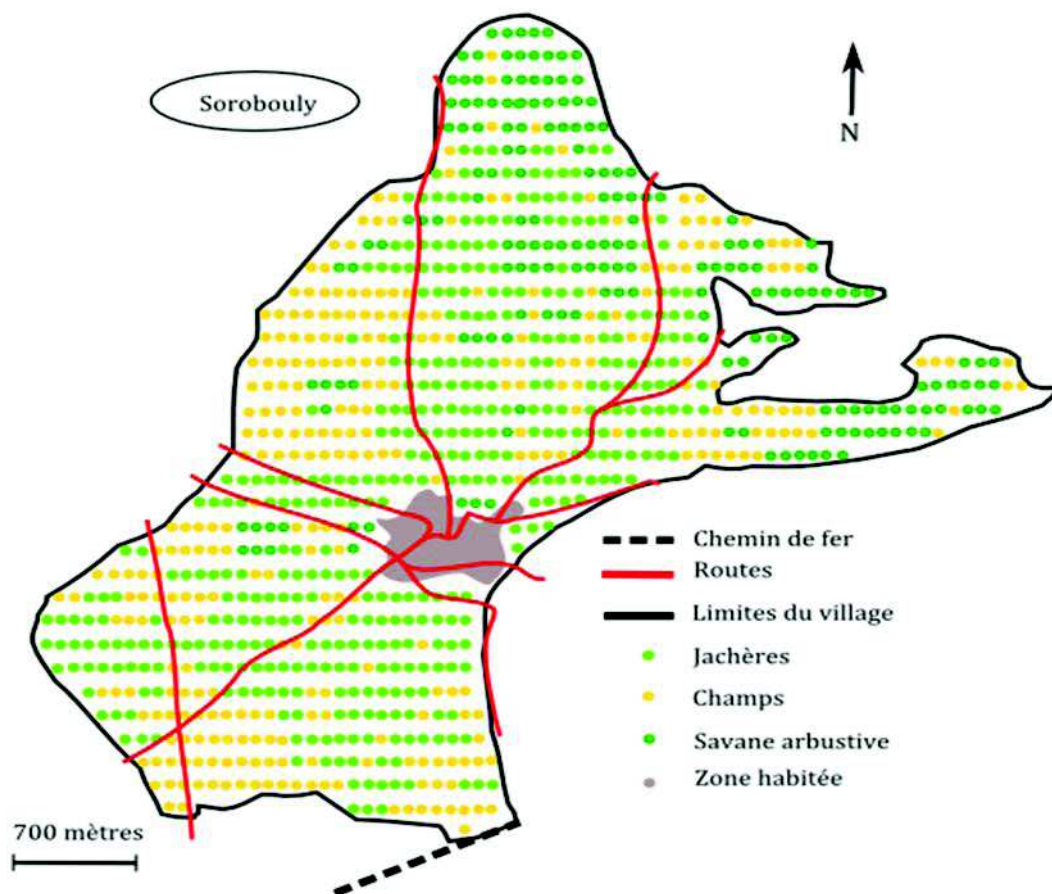 Sorobouly
N
Chemin de fer
Routes
Limites du village
Jachères
Champs
Savane arbustive
Zone habitée
700 mètres